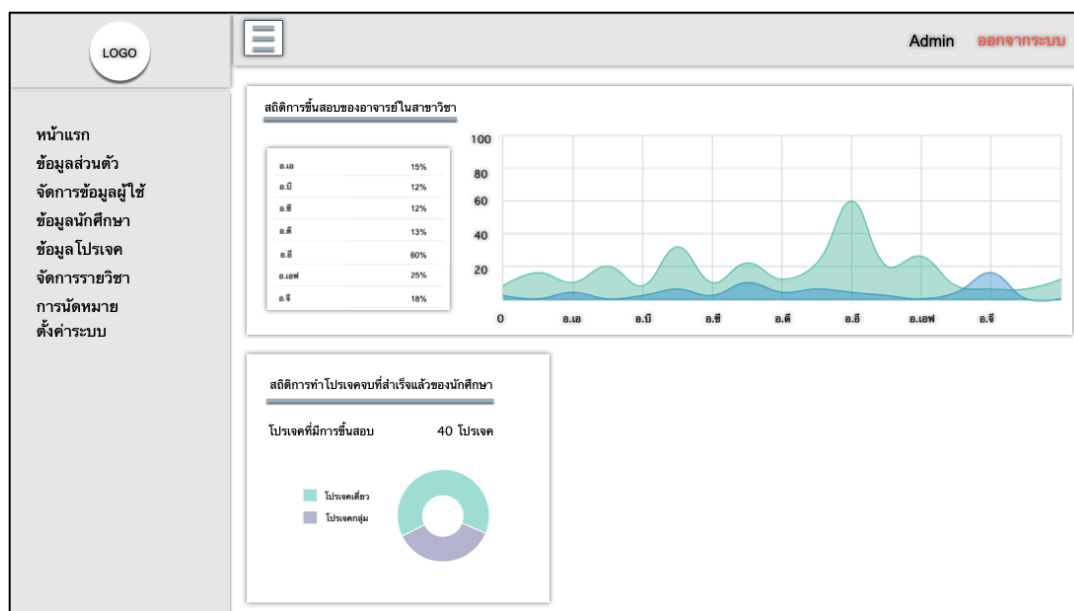 LOGO
Admin ออกจากระบบ
หน้าแรก
ข้อมูลส่วนตัว
จัดการข้อมูลผู้ใช้
ข้อมูลนักศึกษา
ข้อมูลโปรเจค
จัดการรายวิชา
การนัดหมาย
ตั้งค่าระบบ
สถิติการขึ้นสอบของอาจารย์ในสาขาวิชา
อ.เอ 15%
อ.บี 12%
อ.ซี 12%
อ.ดี 13%
อ.อี 60%
อ.เอฟ 25%
อ.จี 18%
100
80
60
40
20
0 อ.เอ อ.บี อ.ซี อ.ดี อ.อี อ.เอฟ อ.จี
สถิติการทำโปรเจคจบที่สำเร็จแล้วของนักศึกษา
โปรเจคที่มีการขึ้นสอบ 40 โปรเจค
โปรเจคเดี่ยว
โปรเจคกลุ่ม